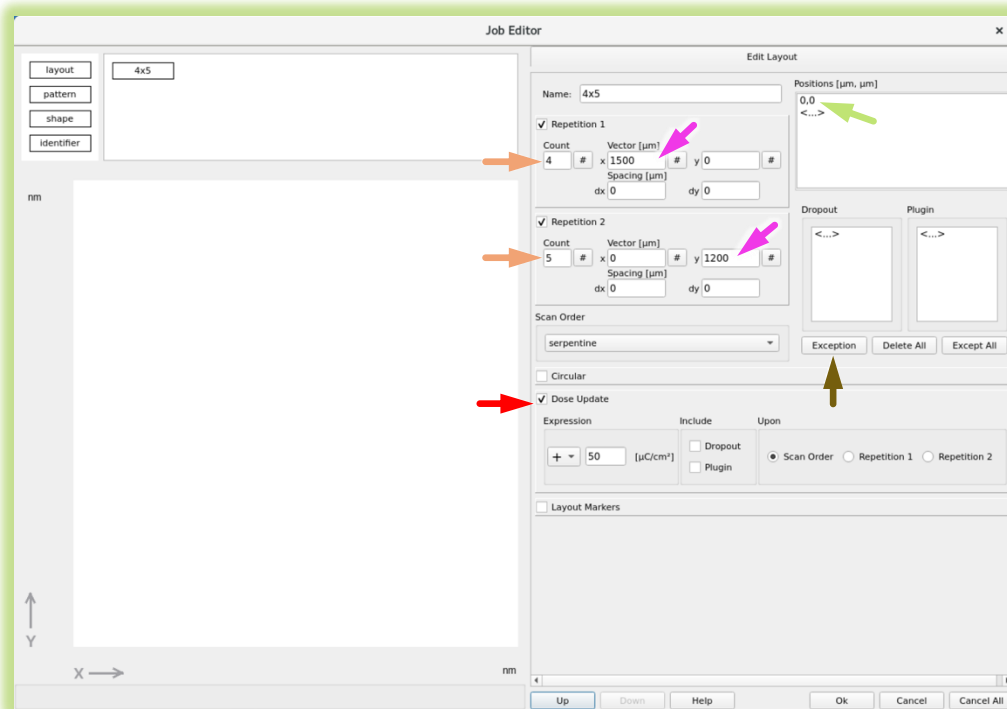 Job Editor ×
layout
pattern
shape
identifier
4x5
nm
Y
X
nm
Edit Layout
Name: 4x5
Repetition 1
Count Vector [µm]
4 # x 1500 # y 0 #
Spacing [µm]
dx 0 dy 0
Repetition 2
Count Vector [µm]
5 # x 0 # y 1200 #
Spacing [µm]
dx 0 dy 0
Scan Order
serpentine
Positions [µm, µm]
0,0
<...>
Dropout Plugin
<...> <...>
Exception Delete All Except All
Circular
Dose Update
Expression Include Upon
+ 50 [µC/cm²]
Dropout
Plugin
Scan Order Repetition 1 Repetition 2
Layout Markers
Up Down Help Ok Cancel Cancel All